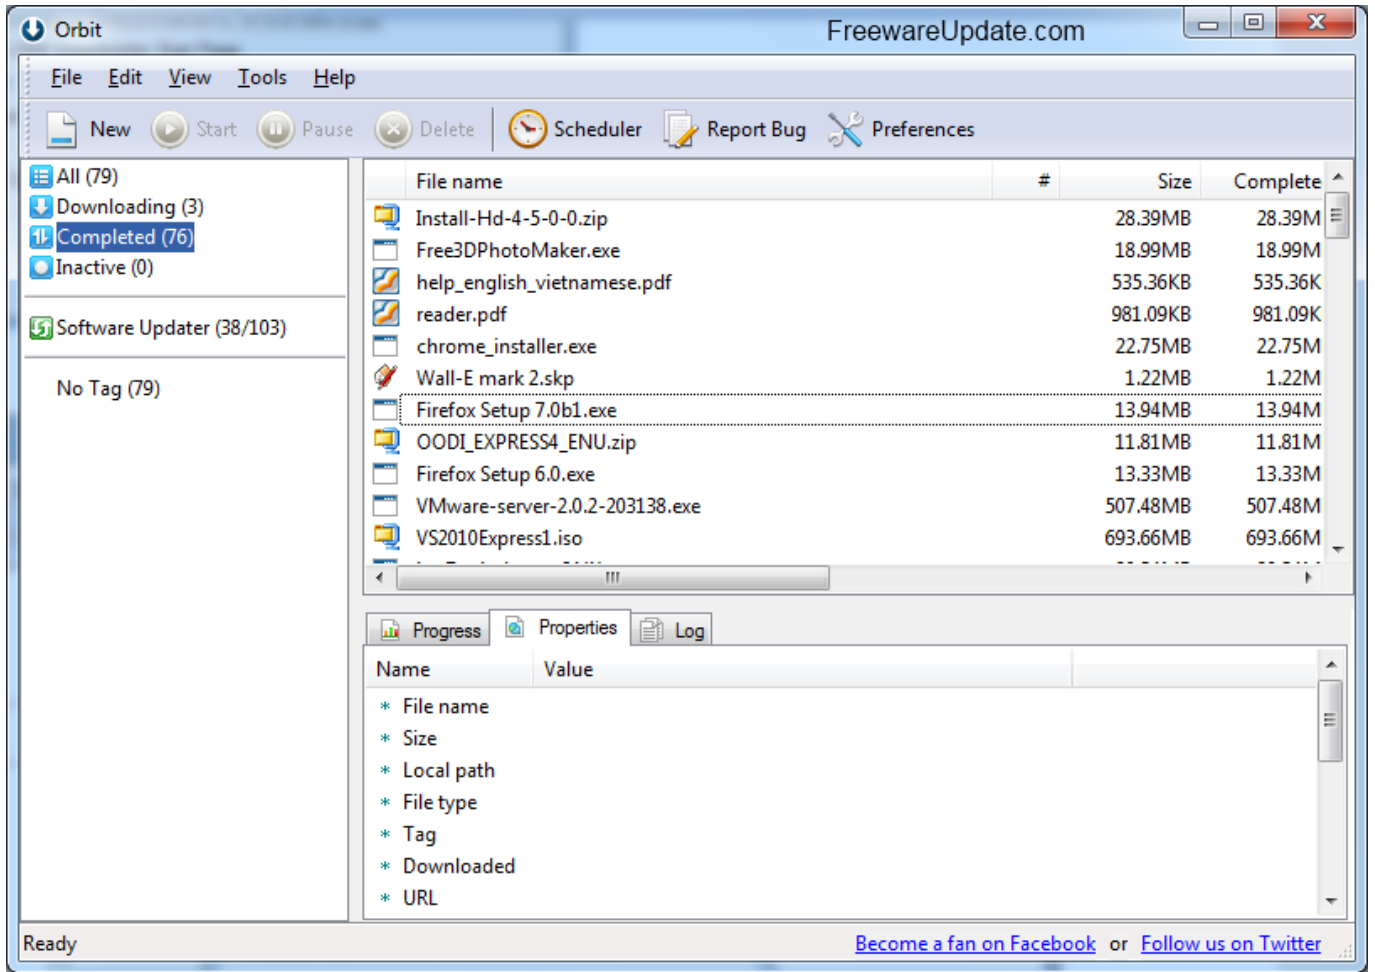 Orbit FreewareUpdate.com
File Edit View Tools Help
New Start Pause Delete Scheduler Report Bug Preferences
All (79)
Downloading (3)
Completed (76)
Inactive (0)
Software Updater (38/103)
No Tag (79)
File name # Size Complete
Install-Hd-4-5-0-0.zip 28.39MB 28.39M
Free3DPhotoMaker.exe 18.99MB 18.99M
help_english_vietnamese.pdf 535.36KB 535.36K
reader.pdf 981.09KB 981.09K
chrome_installer.exe 22.75MB 22.75M
Wall-E mark 2.skp 1.22MB 1.22M
Firefox Setup 7.0b1.exe 13.94MB 13.94M
OODI_EXPRESS4_ENU.zip 11.81MB 11.81M
Firefox Setup 6.0.exe 13.33MB 13.33M
VMware-server-2.0.2-203138.exe 507.48MB 507.48M
VS2010Express1.iso 693.66MB 693.66M
Progress Properties Log
Name Value
* File name
* Size
* Local path
* File type
* Tag
* Downloaded
* URL
Ready Become a fan on Facebook or Follow us on Twitter